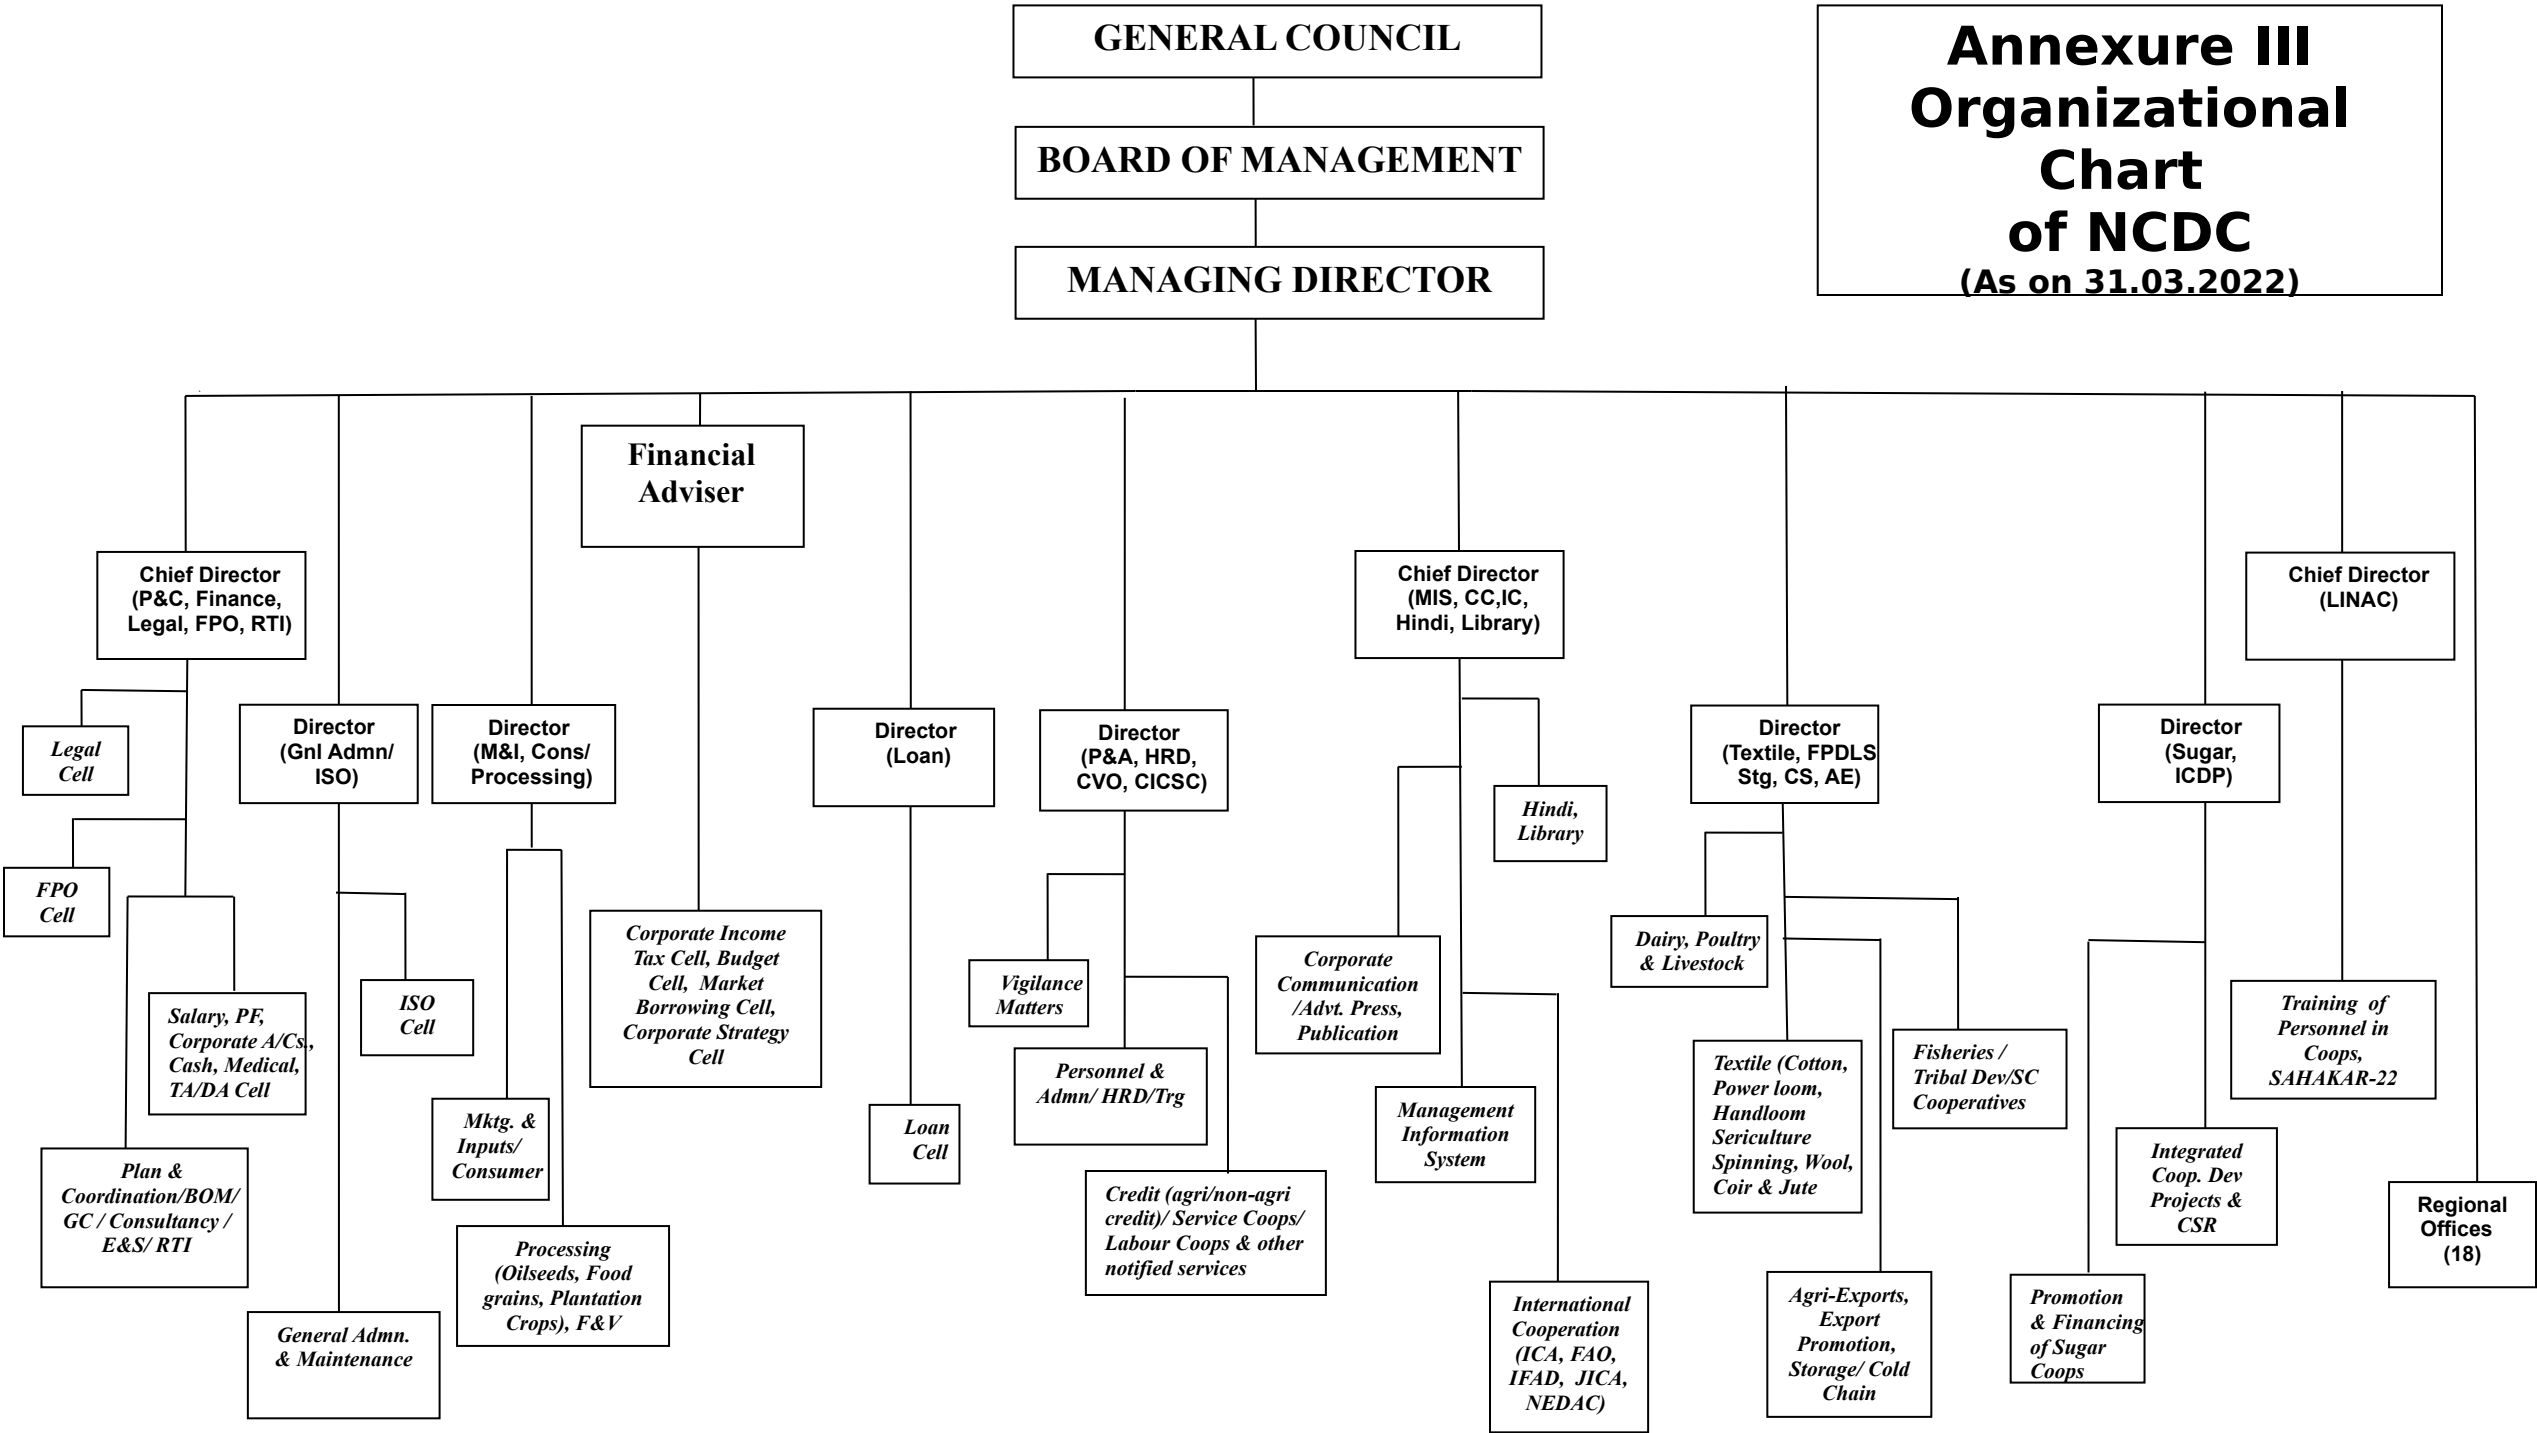 GENERAL COUNCIL
BOARD OF MANAGEMENT
MANAGING DIRECTOR
Annexure III
Organizational
Chart
of NCDC
(As on 31.03.2022)
Financial
Adviser
Chief Director
(P&C, Finance,
Legal, FPO, RTI)
Chief Director
(MIS, CC,IC,
Hindi, Library)
Chief Director
(LINAC)
Legal
Cell
Director
(Gnl Admn/
ISO)
Director
(M&I, Cons/
Processing)
Director
(Loan)
Director
(P&A, HRD,
CVO, CICSC)
Director
(Textile, FPDLS
Stg, CS, AE)
Director
(Sugar,
ICDP)
Hindi,
Library
FPO
Cell
Salary, PF,
Corporate A/Cs.,
Cash, Medical,
TA/DA Cell
ISO
Cell
Corporate Income
Tax Cell, Budget
Cell, Market
Borrowing Cell,
Corporate Strategy
Cell
Vigilance
Matters
Corporate
Communication
/Advt. Press,
Publication
Dairy, Poultry
& Livestock
Training of
Personnel in
Coops,
SAHAKAR-22
Plan &
Coordination/BOM/
GC / Consultancy /
E&S/ RTI
Mktg. &
Inputs/
Consumer
Loan
Cell
Personnel &
Admn/ HRD/Trg
Management
Information
System
Textile (Cotton,
Power loom,
Handloom
Sericulture
Spinning, Wool,
Coir & Jute
Fisheries /
Tribal Dev/SC
Cooperatives
Integrated
Coop. Dev
Projects &
CSR
Regional
Offices
(18)
General Admn.
& Maintenance
Processing
(Oilseeds, Food
grains, Plantation
Crops), F&V
Credit (agri/non-agri
credit)/ Service Coops/
Labour Coops & other
notified services
International
Cooperation
(ICA, FAO,
IFAD, JICA,
NEDAC)
Agri-Exports,
Export
Promotion,
Storage/ Cold
Chain
Promotion
& Financing
of Sugar
Coops